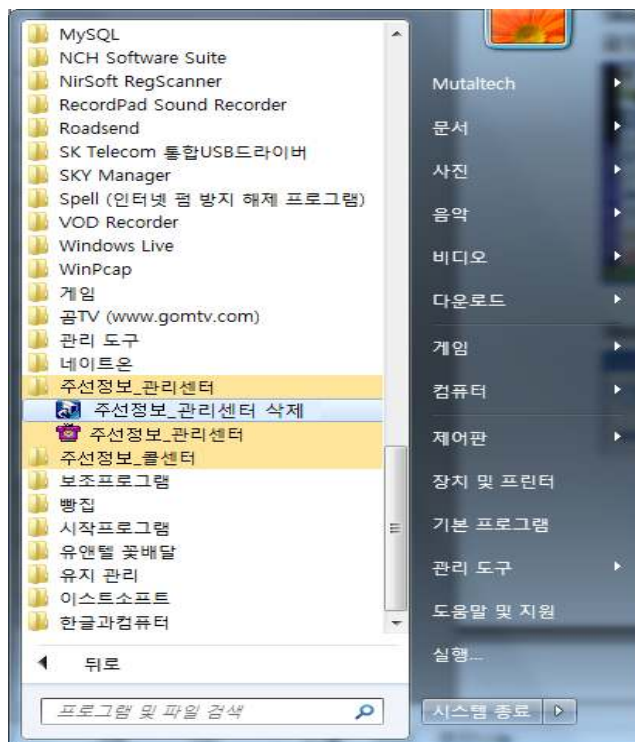 MySQL
NCH Software Suite
NirSoft RegScanner
RecordPad Sound Recorder
Roadsend
SK Telecom 통합USB드라이버
SKY Manager
Spell (인터넷 펌 방지 해제 프로그램)
VOD Recorder
Windows Live
WinPcap
게임
곰TV (www.gomtv.com)
관리 도구
네이트온
주선정보_관리센터
주선정보_관리센터 삭제
주선정보_관리센터
주선정보_콜센터
보조프로그램
빵집
시작프로그램
유앤텔 꽃배달
유지 관리
이스트소프트
한글과컴퓨터
뒤로
프로그램 및 파일 검색
Mutaltech
문서
사진
음악
비디오
다운로드
게임
컴퓨터
제어판
장치 및 프린터
기본 프로그램
관리 도구
도움말 및 지원
실행...
시스템 종료